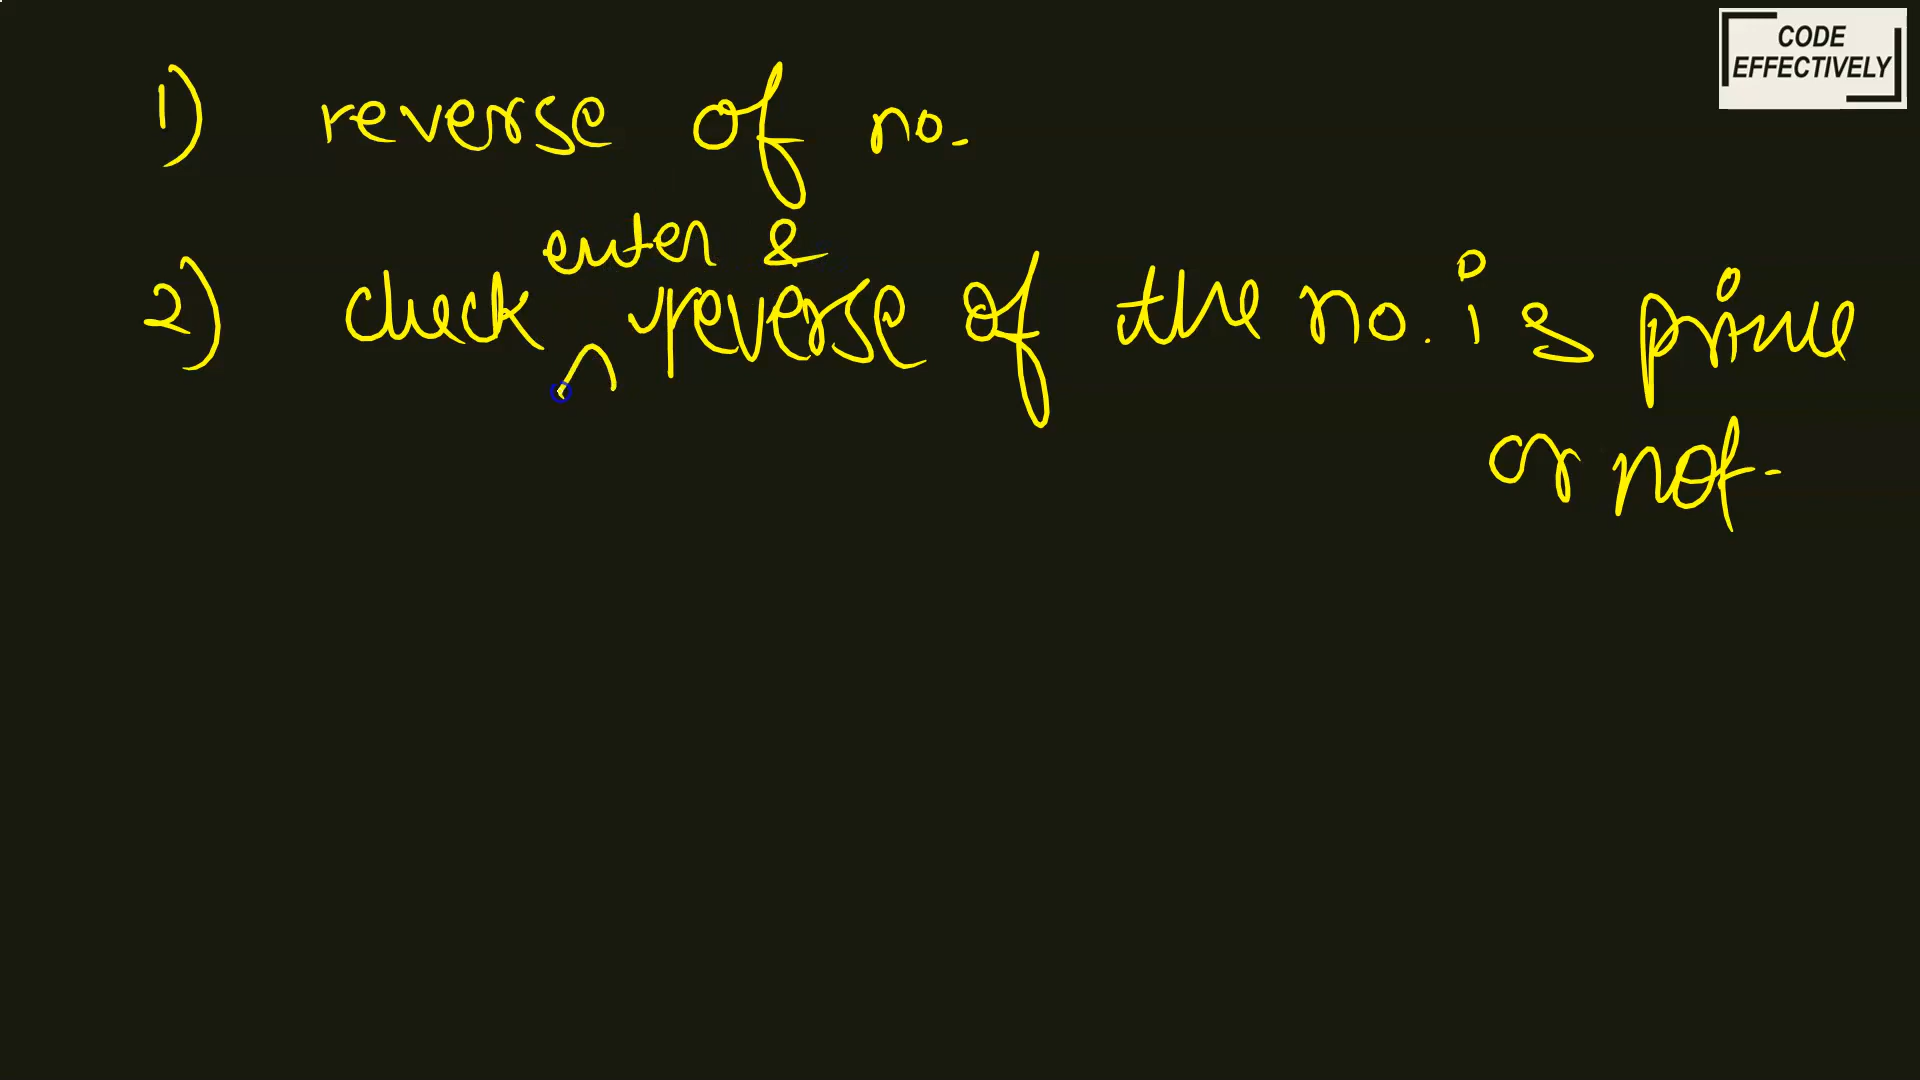 CODE
EFFECTIVELY
1) reverse of no.
enter &
2) check reverse of the no. is prime
or not.